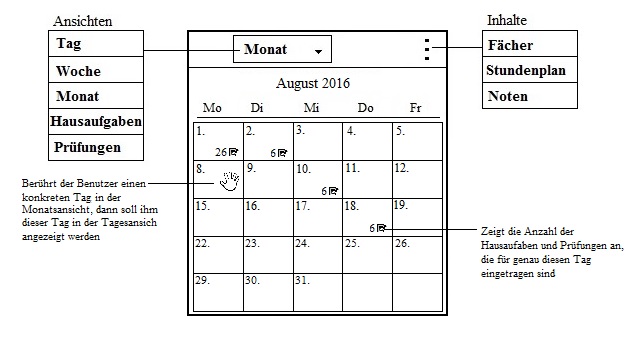 Ansichten
Tag
Woche
Monat
Hausaufgaben
Prüfungen
Monat
Inhalte
Fächer
Stundenplan
Noten
August 2016
Mo Di Mi Do Fr
1. 2. 3. 4. 5.
26 6
8. 9. 10. 11. 12.
6
15. 16. 17. 18. 19.
6
22. 23. 24. 25. 26.
29. 30. 31.
Berührt der Benutzer einen
konkreten Tag in der
Monatsansicht, dann soll ihm
dieser Tag in der Tagesansich
angezeigt werden
Zeigt die Anzahl der
Hausaufaben und Prüfungen an,
die für genau diesen Tag
eingetragen sind